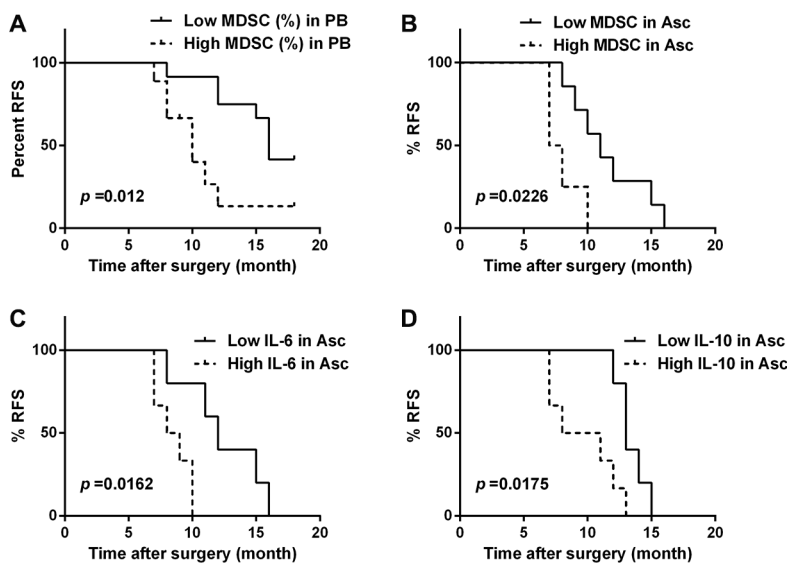 A
Low MDSC (%) in PB
High MDSC (%) in PB
Percent RFS
100
50
0
p =0.012
0 5 10 15 20
Time after surgery (month)
B
Low MDSC in Asc
High MDSC in Asc
% RFS
100
50
0
p =0.0226
0 5 10 15 20
Time after surgery (month)
C
Low IL-6 in Asc
High IL-6 in Asc
% RFS
100
50
0
p =0.0162
0 5 10 15 20
Time after surgery (month)
D
Low IL-10 in Asc
High IL-10 in Asc
% RFS
100
50
0
p =0.0175
0 5 10 15 20
Time after surgery (month)